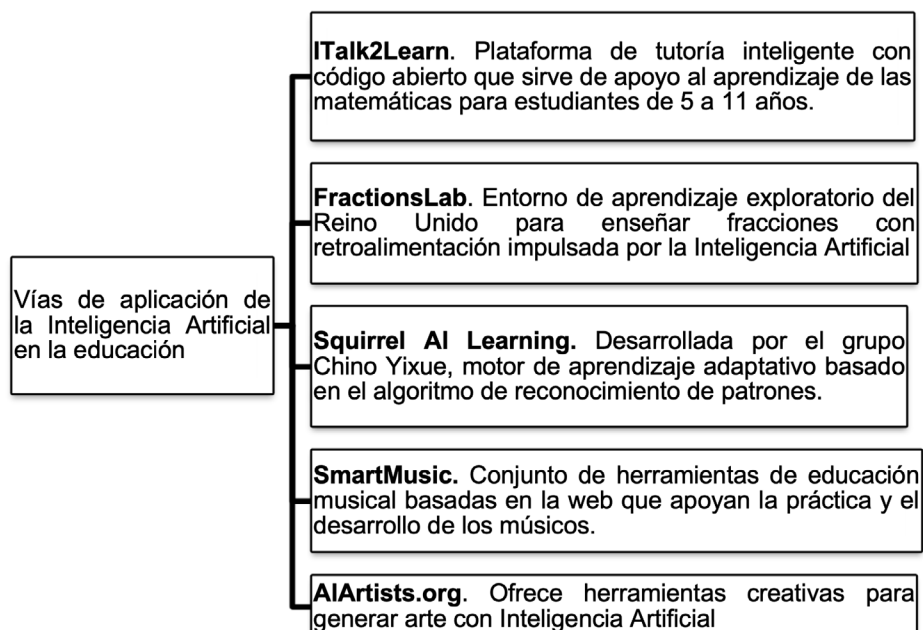 Vías de aplicación de
la Inteligencia Artificial
en la educación
ITalk2Learn. Plataforma de tutoría inteligente con
código abierto que sirve de apoyo al aprendizaje de las
matemáticas para estudiantes de 5 a 11 años.
FractionsLab. Entorno de aprendizaje exploratorio del
Reino Unido para enseñar fracciones con
retroalimentación impulsada por la Inteligencia Artificial
Squirrel AI Learning. Desarrollada por el grupo
Chino Yixue, motor de aprendizaje adaptativo basado
en el algoritmo de reconocimiento de patrones.
SmartMusic. Conjunto de herramientas de educación
musical basadas en la web que apoyan la práctica y el
desarrollo de los músicos.
AIArtists.org. Ofrece herramientas creativas para
generar arte con Inteligencia Artificial